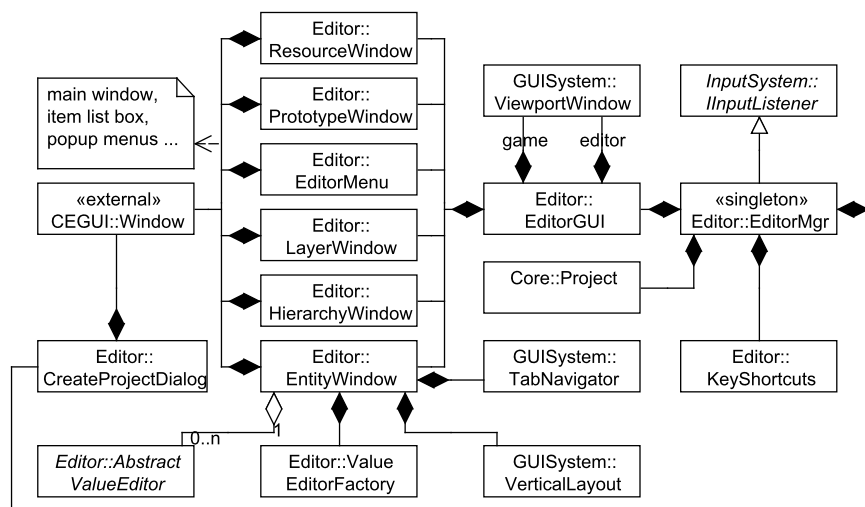 Editor::
ResourceWindow
main window,
item list box,
popup menus ...
Editor::
PrototypeWindow
GUISystem::
ViewportWindow
InputSystem::
IInputListener
game
editor
Editor::
EditorMenu
«external»
CEGUI::Window
Editor::
EditorGUI
«singleton»
Editor::EditorMgr
Editor::
LayerWindow
Core::Project
Editor::
HierarchyWindow
Editor::
CreateProjectDialog
Editor::
EntityWindow
GUISystem::
TabNavigator
Editor::
KeyShortcuts
0..n
1
Editor::Abstract
ValueEditor
Editor::Value
EditorFactory
GUISystem::
VerticalLayout